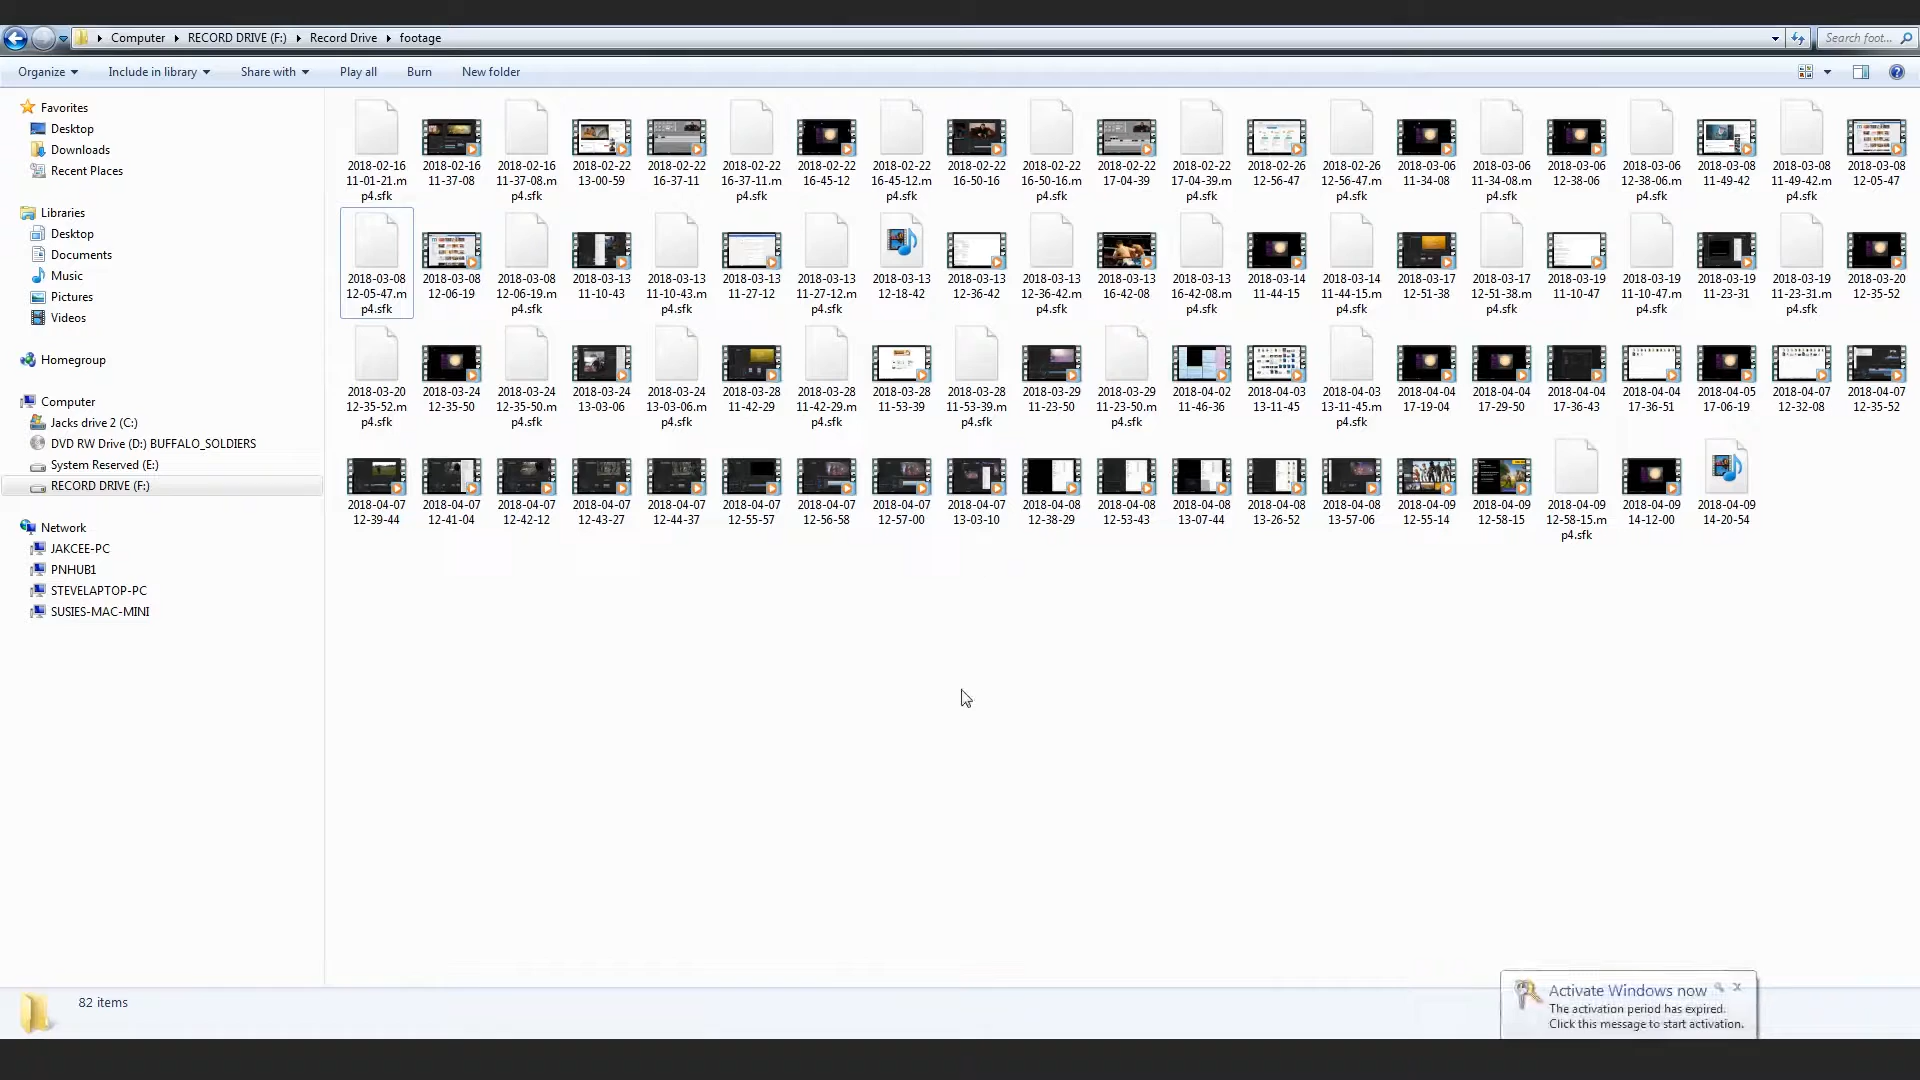 Computer ▸ RECORD DRIVE (F:) ▸ Record Drive ▸ footage
Search foot...
Organize Include in library Share with Play all Burn New folder
Favorites
Desktop
Downloads
Recent Places
Libraries
Desktop
Documents
Music
Pictures
Videos
Homegroup
Computer
Jacks drive 2 (C:)
DVD RW Drive (D:) BUFFALO_SOLDIERS
System Reserved (E:)
RECORD DRIVE (F:)
Network
JAKCEE-PC
PNHUB1
STEVELAPTOP-PC
SUSIES-MAC-MINI
2018-02-16 2018-02-16 2018-02-16 2018-02-22 2018-02-22 2018-02-22 2018-02-22 2018-02-22 2018-02-22 2018-02-22 2018-02-22 2018-02-22 2018-02-26 2018-02-26 2018-03-06 2018-03-06 2018-03-06 2018-03-06 2018-03-08 2018-03-08 2018-03-08
11-01-21.m 11-37-08 11-37-08.m 13-00-59 16-37-11 16-37-11.m 16-45-12 16-45-12.m 16-50-16 16-50-16.m 17-04-39 17-04-39.m 12-56-47 12-56-47.m 11-34-08 11-34-08.m 12-38-06 12-38-06.m 11-49-42 11-49-42.m 12-05-47
p4.sfk p4.sfk p4.sfk p4.sfk p4.sfk p4.sfk p4.sfk p4.sfk p4.sfk p4.sfk
2018-03-08 2018-03-08 2018-03-08 2018-03-13 2018-03-13 2018-03-13 2018-03-13 2018-03-13 2018-03-13 2018-03-13 2018-03-13 2018-03-13 2018-03-14 2018-03-14 2018-03-17 2018-03-17 2018-03-19 2018-03-19 2018-03-19 2018-03-19 2018-03-20
12-05-47.m 12-06-19 12-06-19.m 11-10-43 11-10-43.m 11-27-12 11-27-12.m 12-18-42 12-36-42 12-36-42.m 16-42-08 16-42-08.m 11-44-15 11-44-15.m 12-51-38 12-51-38.m 11-10-47 11-10-47.m 11-23-31 11-23-31.m 12-35-52
p4.sfk p4.sfk p4.sfk p4.sfk p4.sfk p4.sfk p4.sfk p4.sfk p4.sfk p4.sfk
2018-03-20 2018-03-24 2018-03-24 2018-03-24 2018-03-24 2018-03-28 2018-03-28 2018-03-28 2018-03-28 2018-03-29 2018-03-29 2018-04-02 2018-04-03 2018-04-03 2018-04-04 2018-04-04 2018-04-04 2018-04-04 2018-04-05 2018-04-07 2018-04-07
12-35-52.m 12-35-50 12-35-50.m 13-03-06 13-03-06.m 11-42-29 11-42-29.m 11-53-39 11-53-39.m 11-23-50 11-23-50.m 11-46-36 13-11-45 13-11-45.m 17-19-04 17-29-50 17-36-43 17-36-51 17-06-19 12-32-08 12-35-52
p4.sfk p4.sfk p4.sfk p4.sfk p4.sfk p4.sfk p4.sfk
2018-04-07 2018-04-07 2018-04-07 2018-04-07 2018-04-07 2018-04-07 2018-04-07 2018-04-07 2018-04-07 2018-04-08 2018-04-08 2018-04-08 2018-04-08 2018-04-08 2018-04-09 2018-04-09 2018-04-09 2018-04-09 2018-04-09
12-39-44 12-41-04 12-42-12 12-43-27 12-44-37 12-55-57 12-56-58 12-57-00 13-03-10 12-38-29 12-53-43 13-07-44 13-26-52 13-57-06 12-55-14 12-58-15 12-58-15.m 14-12-00 14-20-54
p4.sfk
82 items
Activate Windows now
The activation period has expired.
Click this message to start activation.